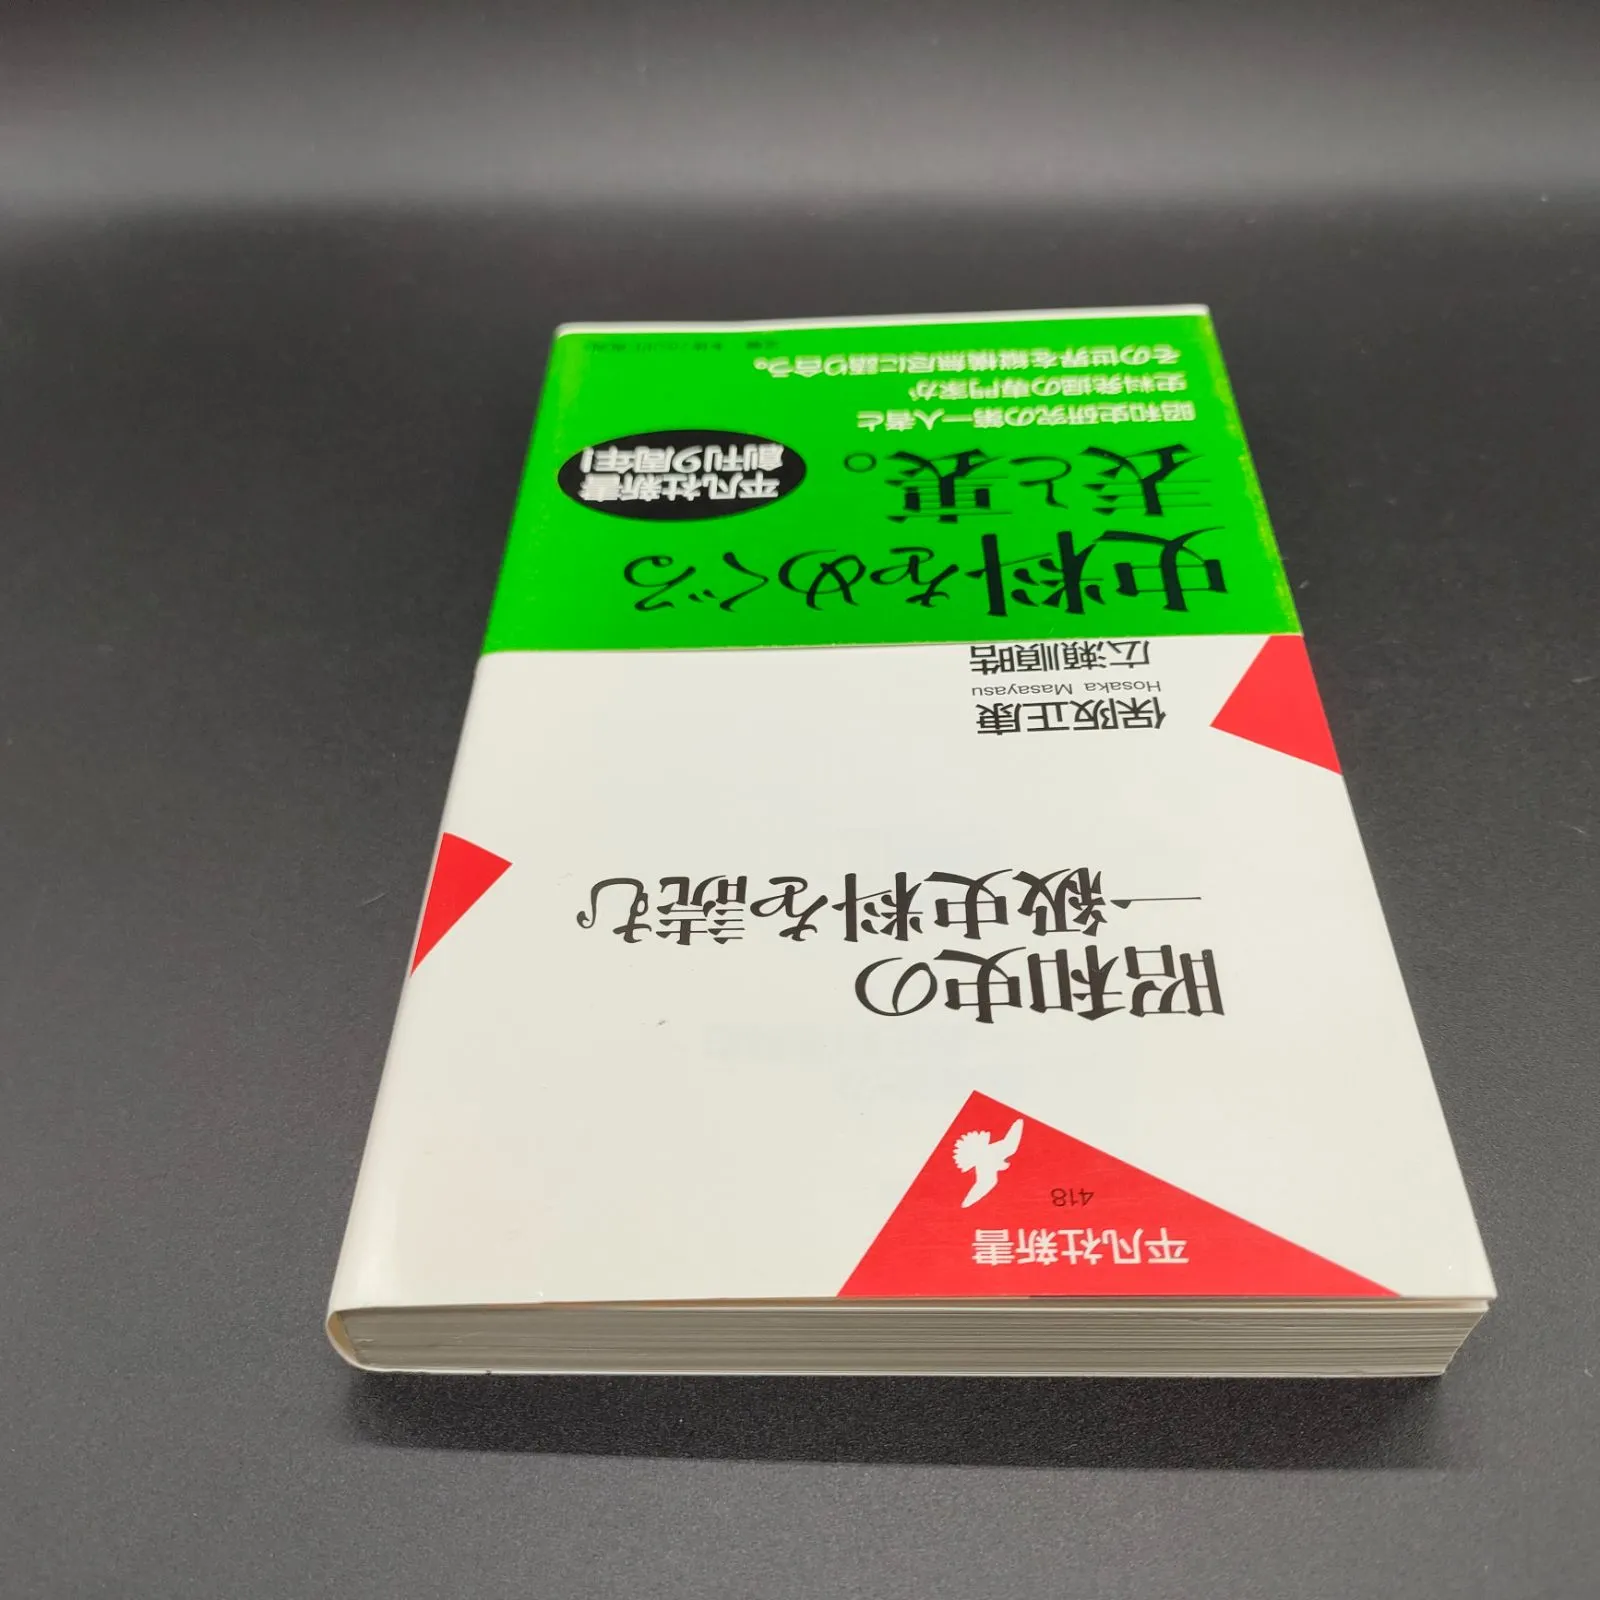 平凡社新書
418
昭和史の
一級史料を読む
保阪正康
Hosaka Masayasu
広瀬順晧
史料をめぐる
表と裏。
平凡社新書
創刊9周年!
昭和史研究の第一人者と
史料発掘の専門家が
その世界を縦横無尽に語り合う。